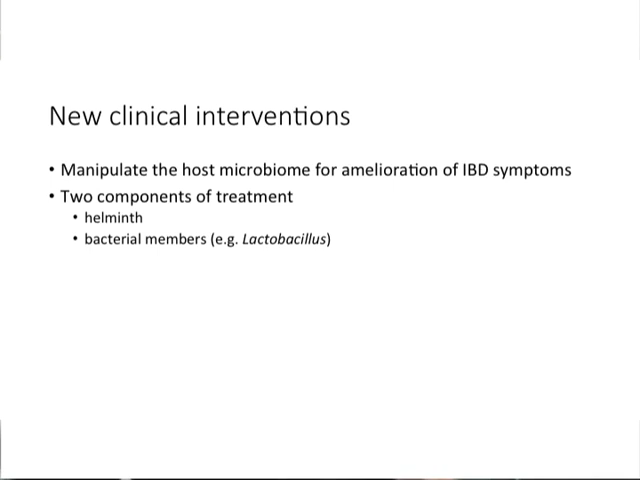 New clinical interventions
• Manipulate the host microbiome for amelioration of IBD symptoms
• Two components of treatment
• helminth
• bacterial members (e.g. Lactobacillus)